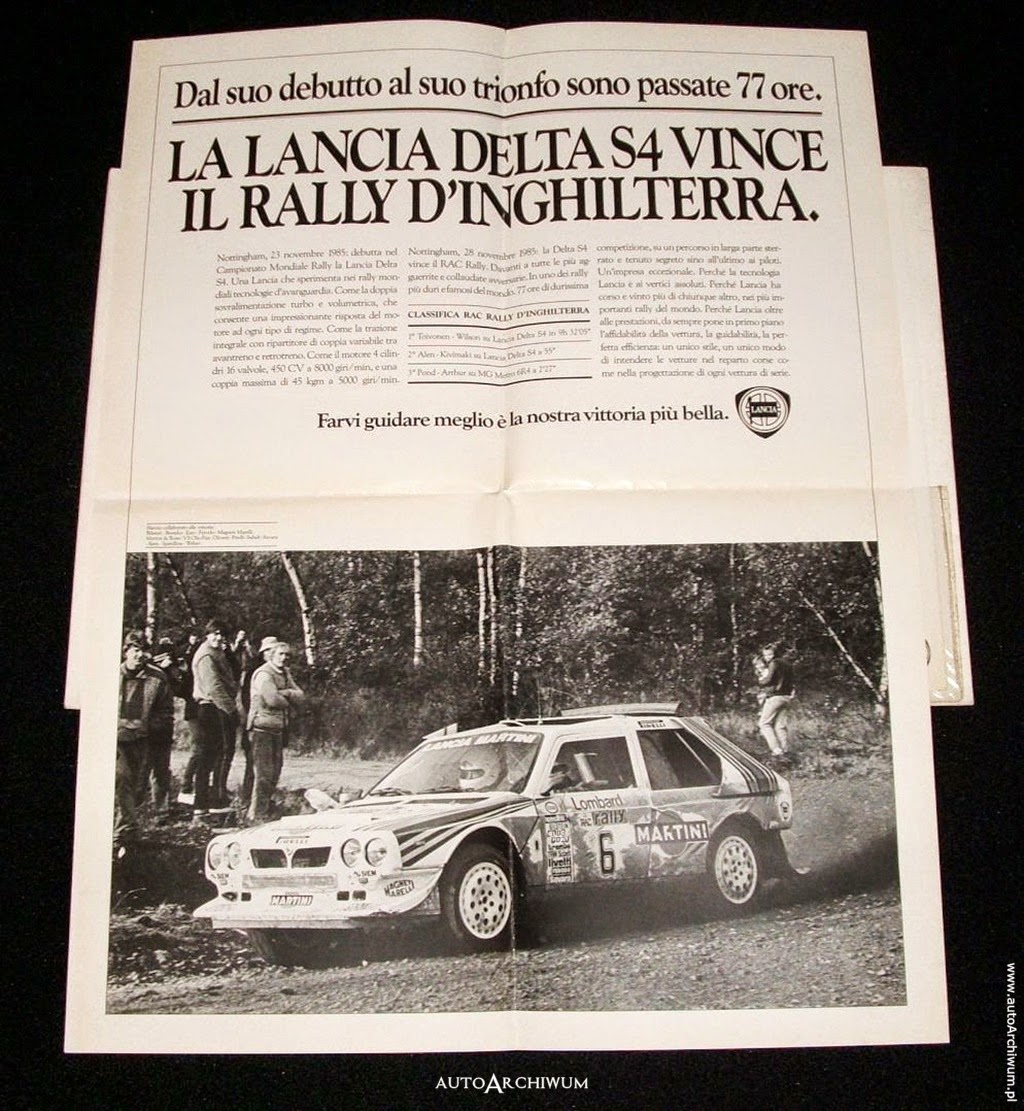 Dal suo debutto al suo trionfo sono passate 77 ore.
LA LANCIA DELTA S4 VINCE
IL RALLY D'INGHILTERRA.
Nottingham, 23 novembre 1985: debutta nel
Campionato Mondiale Rally la Lancia Delta
S4. Una Lancia che sperimenta nei rally mon-
diali tecnologie d'avanguardia. Come la doppia
sovralimentazione turbo e volumetrica, che
consente una impressionante risposta del mo-
tore ad ogni tipo di regime. Come la trazione
integrale con ripartitore di coppia variabile tra
avantreno e retrotreno. Come il motore 4 cilin-
dri 16 valvole, 450 CV a 8000 giri/min, e una
coppia massima di 45 kgm a 5000 giri/min.
Nottingham, 28 novembre 1985: la Delta S4
vince il RAC Rally. Davanti a tutte le più ag-
guerrite e collaudate avversarie. In uno dei rally
più duri e famosi del mondo. 77 ore di durissima
CLASSIFICA RAC RALLY D'INGHILTERRA
1° Toivonen - Wilson su Lancia Delta S4 in 9h 32'05"
2° Alen - Kivimaki su Lancia Delta S4 a 55"
3° Pond - Arthur su MG Metro 6R4 a 2'27"
competizione, su un percorso in larga parte ster-
rato e tenuto segreto sino all'ultimo ai piloti.
Un'impresa eccezionale. Perché la tecnologia
Lancia è ai vertici assoluti. Perché Lancia ha
corso e vinto più di chiunque altro, nei più im-
portanti rally del mondo. Perché Lancia oltre
alle prestazioni, da sempre pone in primo piano
l'affidabilità della vettura, la guidabilità, la per-
fetta efficienza: un unico stile, un unico modo
di intendere le vetture nel reparto corse co-
me nella progettazione di ogni vettura di serie.
Farvi guidare meglio è la nostra vittoria più bella.
LANCIA
LANCIA MARTINI
PIRELLI
Lombard
RAC rally
6
MARTINI
PIRELLI
SIEM
SIEM
MAGNETI
MARELLI
MARTINI
AUTOARCHIWUM
www.autoArchiwum.pl